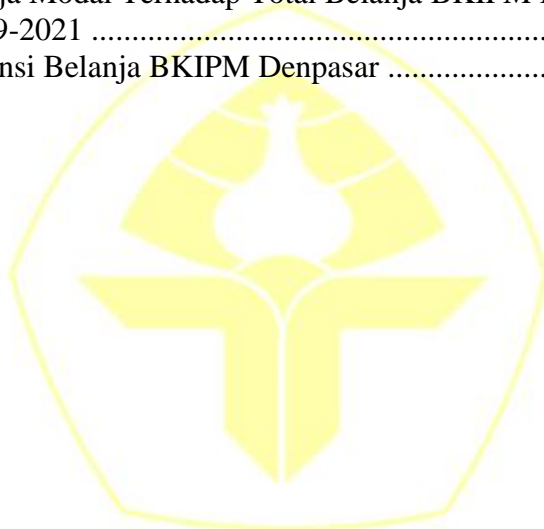 ja Modal Terhadap Total Belanja BKIPM
9-2021 ......................................................................
nsi Belanja BKIPM Denpasar ......................